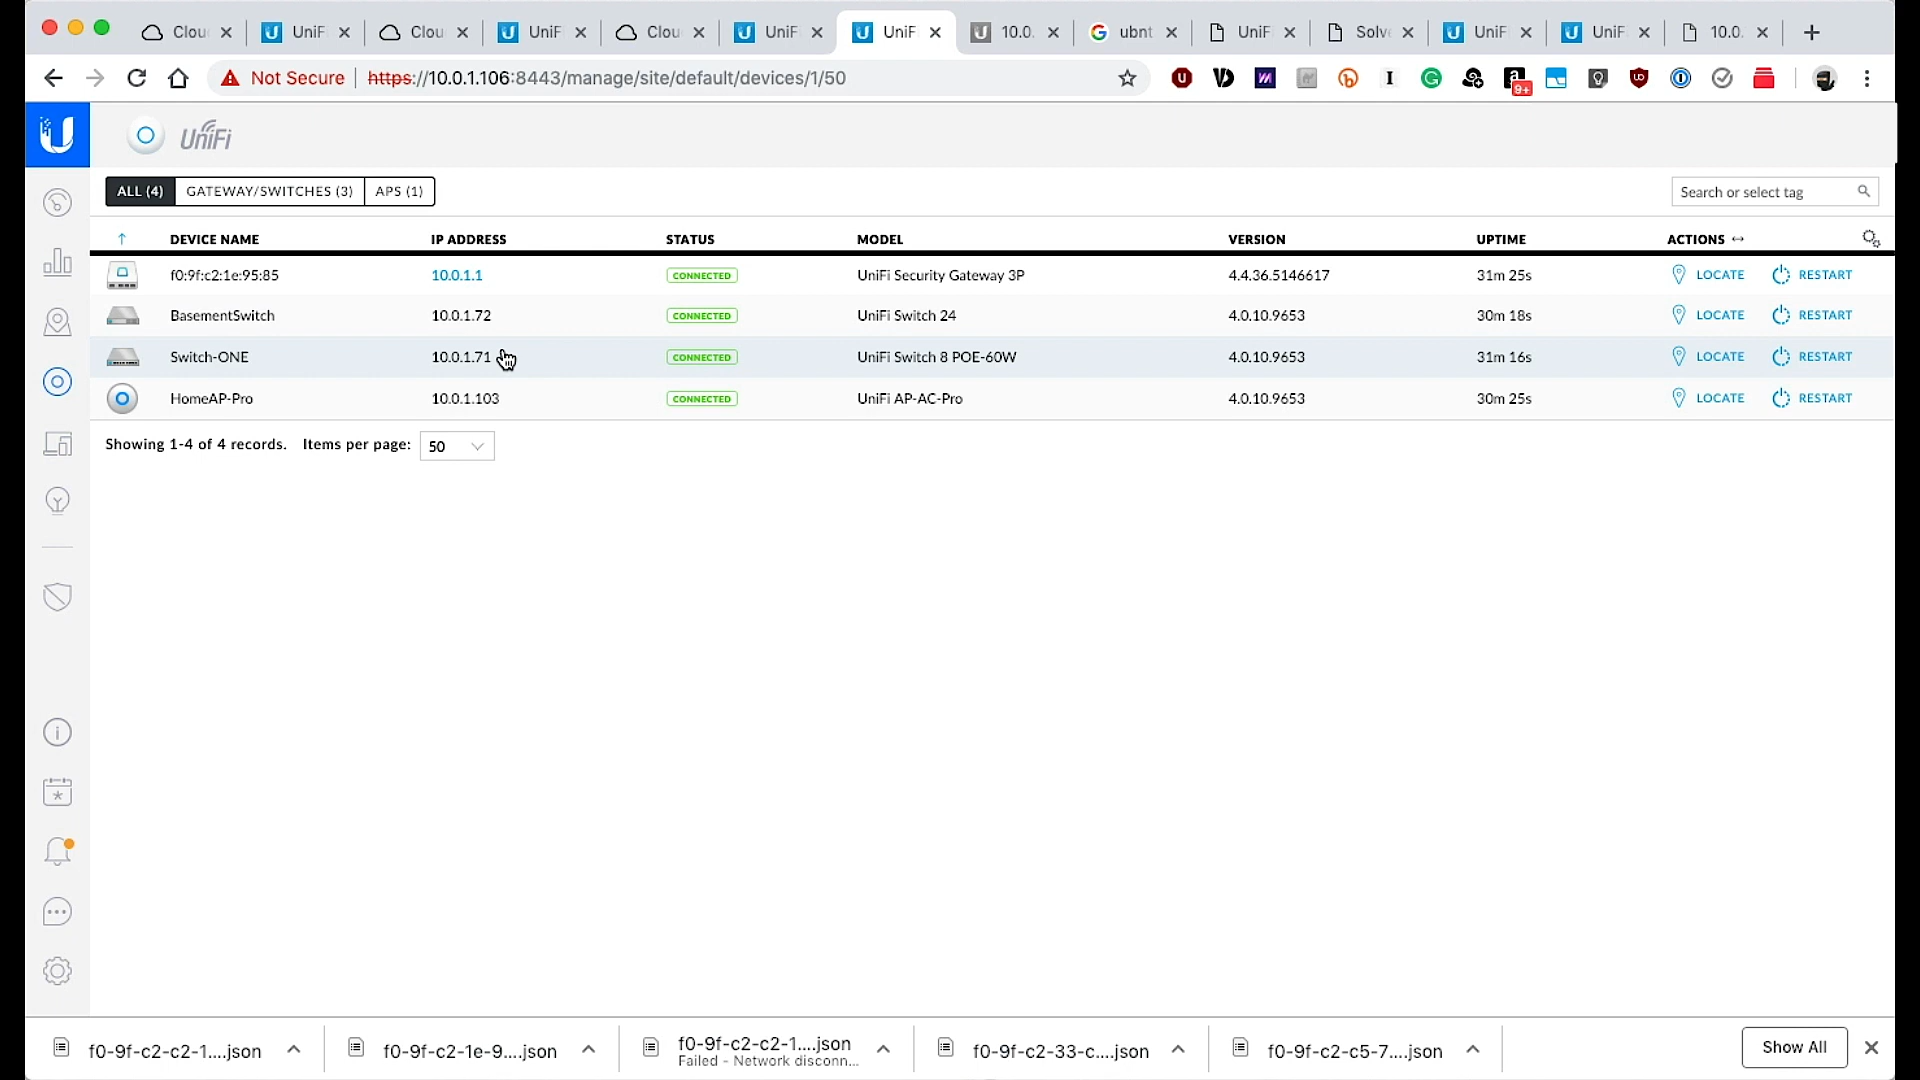 Clou UniF Clou UniF Clou UniF UniF 10.0. ubnt UniF Solve UniF UniF 10.0.
Not Secure https://10.0.1.106:8443/manage/site/default/devices/1/50
9+
UniFi
ALL (4) GATEWAY/SWITCHES (3) APS (1)
Search or select tag
DEVICE NAME IP ADDRESS STATUS MODEL VERSION UPTIME ACTIONS
f0:9f:c2:1e:95:85 10.0.1.1 CONNECTED UniFi Security Gateway 3P 4.4.36.5146617 31m 25s LOCATE RESTART
BasementSwitch 10.0.1.72 CONNECTED UniFi Switch 24 4.0.10.9653 30m 18s LOCATE RESTART
Switch-ONE 10.0.1.71 CONNECTED UniFi Switch 8 POE-60W 4.0.10.9653 31m 16s LOCATE RESTART
HomeAP-Pro 10.0.1.103 CONNECTED UniFi AP-AC-Pro 4.0.10.9653 30m 25s LOCATE RESTART
Showing 1-4 of 4 records. Items per page: 50
f0-9f-c2-c2-1....json f0-9f-c2-1e-9....json f0-9f-c2-c2-1....json f0-9f-c2-33-c....json f0-9f-c2-c5-7....json Show All
Failed - Network disconn...